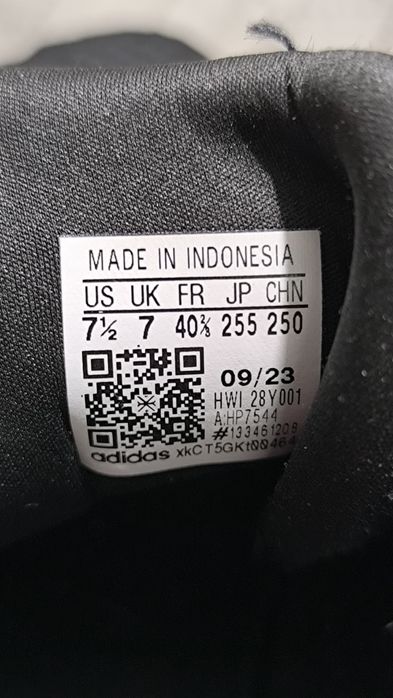 MADE IN INDONESIA
US UK FR JP CHN
7½ 7 40⅔ 255 250
09/23
HWI 28Y001
A:HP7544
#133461208
adidas xkCT5GKt00464